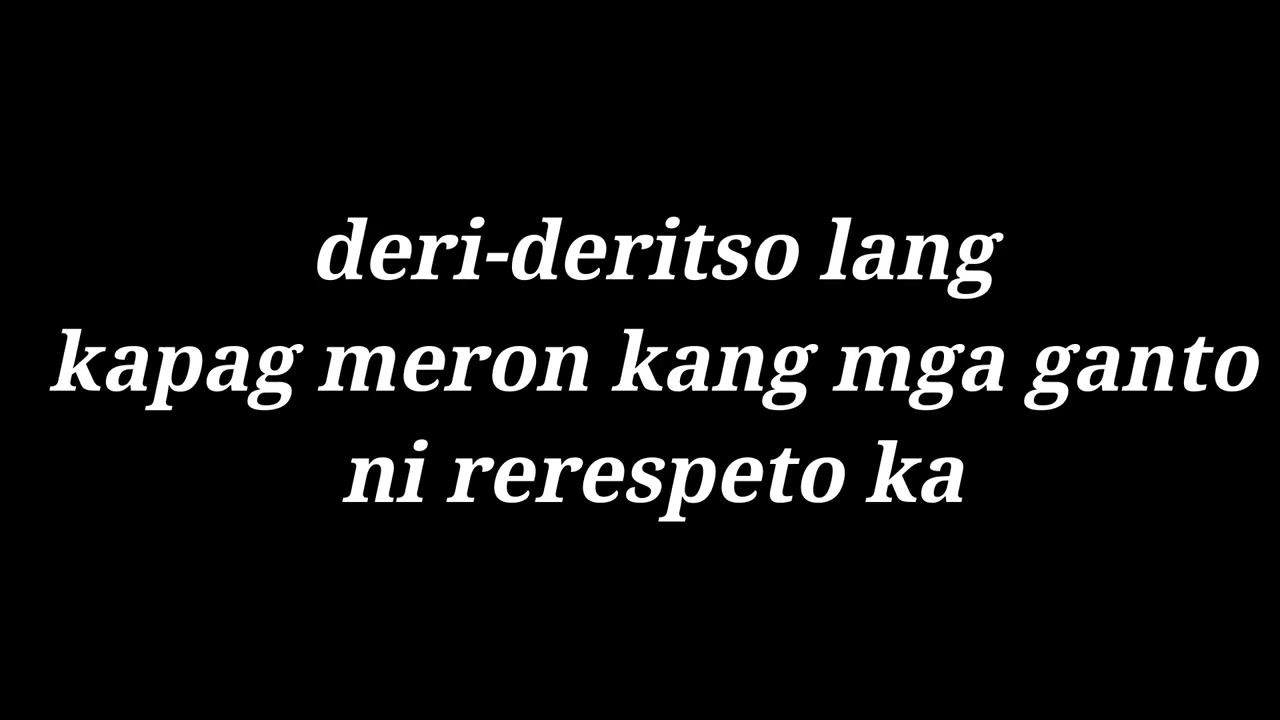 deri-deritso lang
kapag meron kang mga ganto
ni rerespeto ka